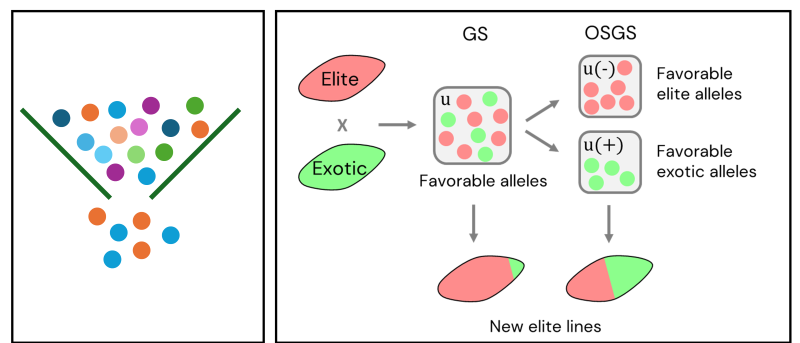 GS
OSGS
Elite
X
Exotic
u
Favorable alleles
u(-)
Favorable
elite alleles
u(+)
Favorable
exotic alleles
New elite lines